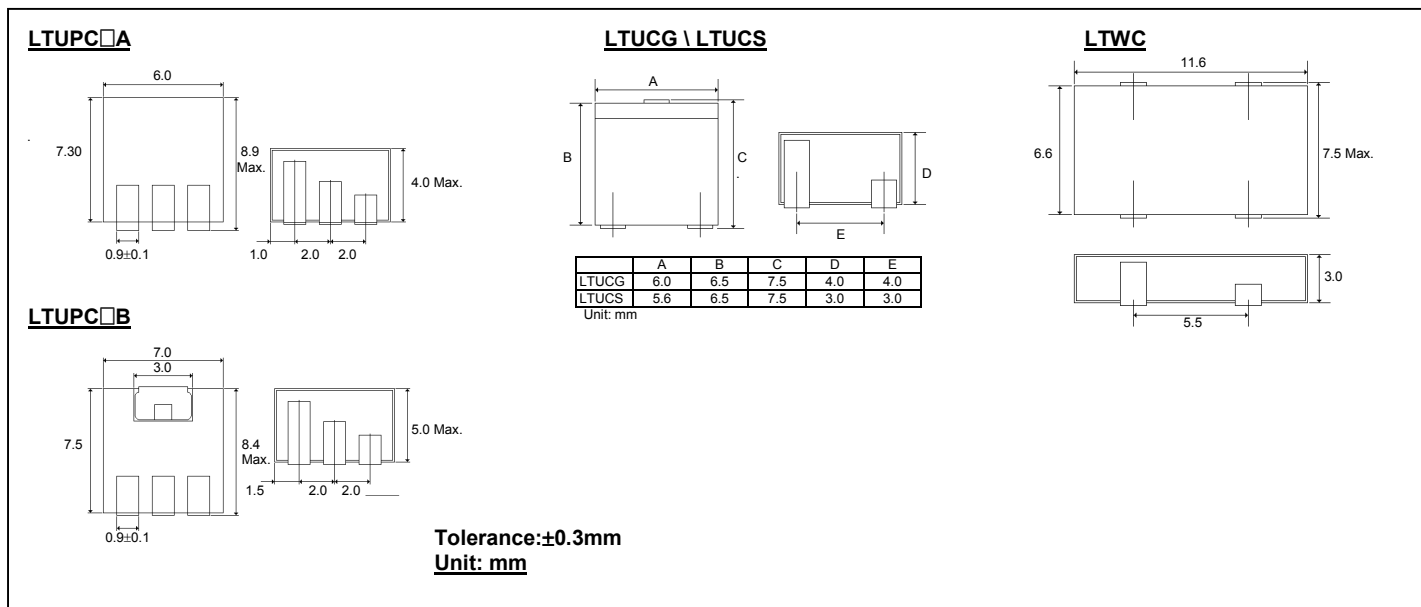 LTUPC□A
6.0
7.30
8.9
Max.
4.0 Max.
0.9±0.1
1.0
2.0
2.0
LTUPC□B
7.0
3.0
7.5
8.4
Max.
5.0 Max.
0.9±0.1
1.5
2.0
2.0
LTUCG \ LTUCS
A
B
C
D
E
A B C D E
LTUCG 6.0 6.5 7.5 4.0 4.0
LTUCS 5.6 6.5 7.5 3.0 3.0
Unit: mm
LTWC
11.6
6.6
7.5 Max.
3.0
5.5
Tolerance:±0.3mm
Unit: mm